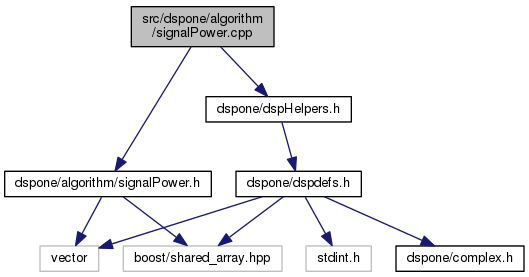 src/dspone/algorithm
/signalPower.cpp
dspone/dspHelpers.h
dspone/algorithm/signalPower.h
dspone/dspdefs.h
vector
boost/shared_array.hpp
stdint.h
dspone/complex.h